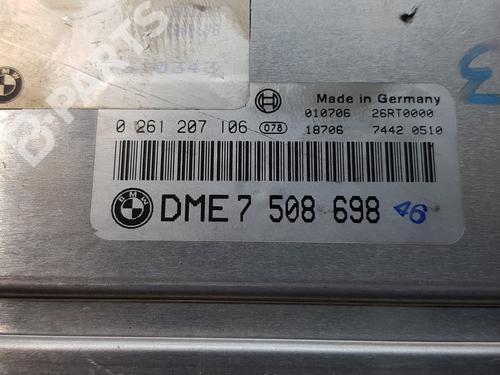 B-PARTS
Made in Germany
010706 26RT0000
0 261 207 106 078 18706 7442 0510
BMW DME 7 508 698 46